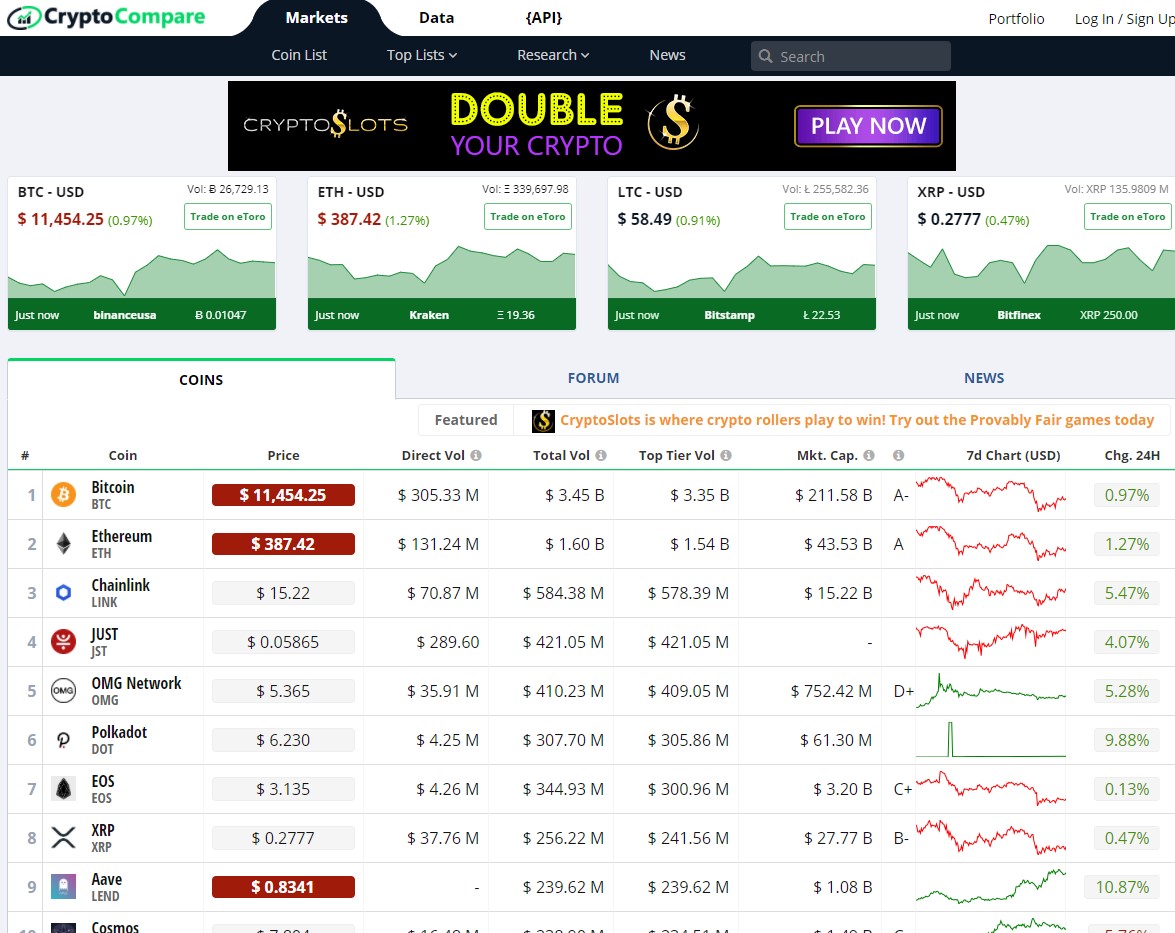 CryptoCompare
Markets Data {API} Portfolio Log In / Sign Up
Coin List Top Lists Research News Search
CRYPTO$LOTS DOUBLE YOUR CRYPTO PLAY NOW
BTC - USD Vol: Ƀ 26,729.13
$ 11,454.25 (0.97%) Trade on eToro
Just now binanceusa Ƀ 0.01047
ETH - USD Vol: Ξ 339,697.98
$ 387.42 (1.27%) Trade on eToro
Just now Kraken Ξ 19.36
LTC - USD Vol: Ł 255,582.36
$ 58.49 (0.91%) Trade on eToro
Just now Bitstamp Ł 22.53
XRP - USD Vol: XRP 135.9809 M
$ 0.2777 (0.47%) Trade on eToro
Just now Bitfinex XRP 250.00
COINS FORUM NEWS
Featured CryptoSlots is where crypto rollers play to win! Try out the Provably Fair games today
# Coin Price Direct Vol Total Vol Top Tier Vol Mkt. Cap. 7d Chart (USD) Chg. 24H
1 Bitcoin BTC $ 11,454.25 $ 305.33 M $ 3.45 B $ 3.35 B $ 211.58 B A- 0.97%
2 Ethereum ETH $ 387.42 $ 131.24 M $ 1.60 B $ 1.54 B $ 43.53 B A 1.27%
3 Chainlink LINK $ 15.22 $ 70.87 M $ 584.38 M $ 578.39 M $ 15.22 B 5.47%
4 JUST JST $ 0.05865 $ 289.60 $ 421.05 M $ 421.05 M - 4.07%
5 OMG OMG Network OMG $ 5.365 $ 35.91 M $ 410.23 M $ 409.05 M $ 752.42 M D+ 5.28%
6 Polkadot DOT $ 6.230 $ 4.25 M $ 307.70 M $ 305.86 M $ 61.30 M 9.88%
7 EOS EOS $ 3.135 $ 4.26 M $ 344.93 M $ 300.96 M $ 3.20 B C+ 0.13%
8 XRP XRP $ 0.2777 $ 37.76 M $ 256.22 M $ 241.56 M $ 27.77 B B- 0.47%
9 Aave LEND $ 0.8341 - $ 239.62 M $ 239.62 M $ 1.08 B 10.87%
Cosmos